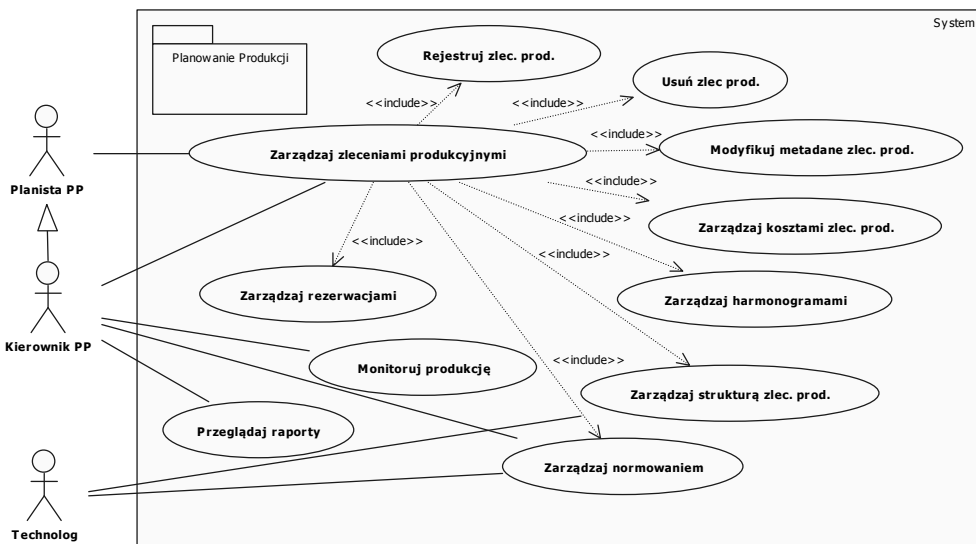 System
Planowanie Produkcji
Rejestruj zlec. prod.
Usuń zlec prod.
<<include>>
<<include>>
<<include>>
Zarządzaj zleceniami produkcyjnymi
Modyfikuj metadane zlec. prod.
Planista PP
<<include>>
Zarządzaj kosztami zlec. prod.
<<include>>
<<include>>
<<include>>
Zarządzaj rezerwacjami
Zarządzaj harmonogramami
Kierownik PP
Monitoruj produkcję
<<include>>
Zarządzaj strukturą zlec. prod.
Przeglądaj raporty
Zarządzaj normowaniem
Technolog